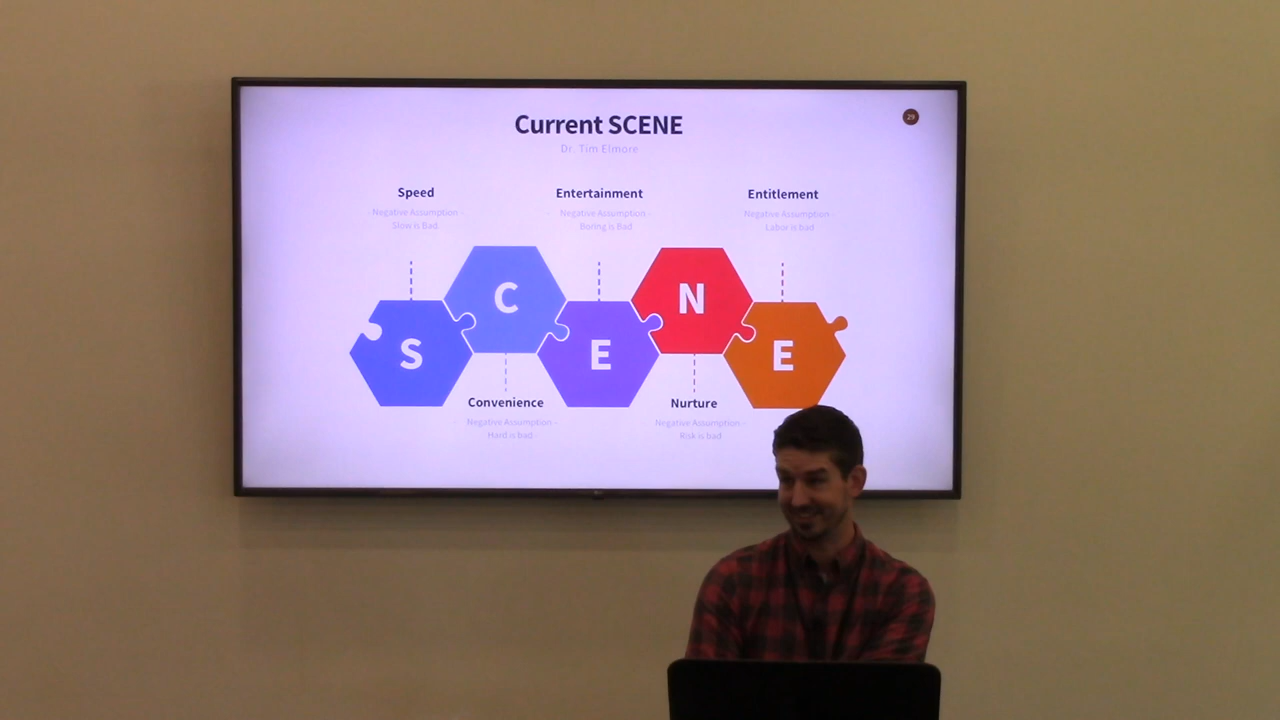 Current SCENE
29
Dr. Tim Elmore
Speed
- Negative Assumption -
Slow is Bad
Entertainment
- Negative Assumption -
Boring is Bad
Entitlement
Negative Assumption -
Labor is bad
S
C
E
N
E
Convenience
Negative Assumption -
Hard is bad -
Nurture
Negative Assumption -
Risk is bad